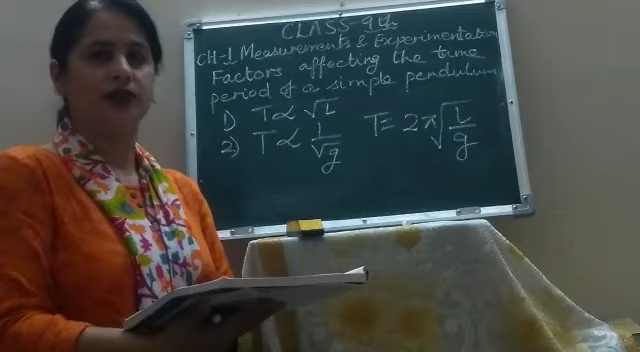 CLASS-9th
CH-1 Measurements & Experimentation
Factors affecting the time
period of a simple pendulum
1) T ∝ √L
2) T ∝ 1/√g
T = 2π√(L/g)